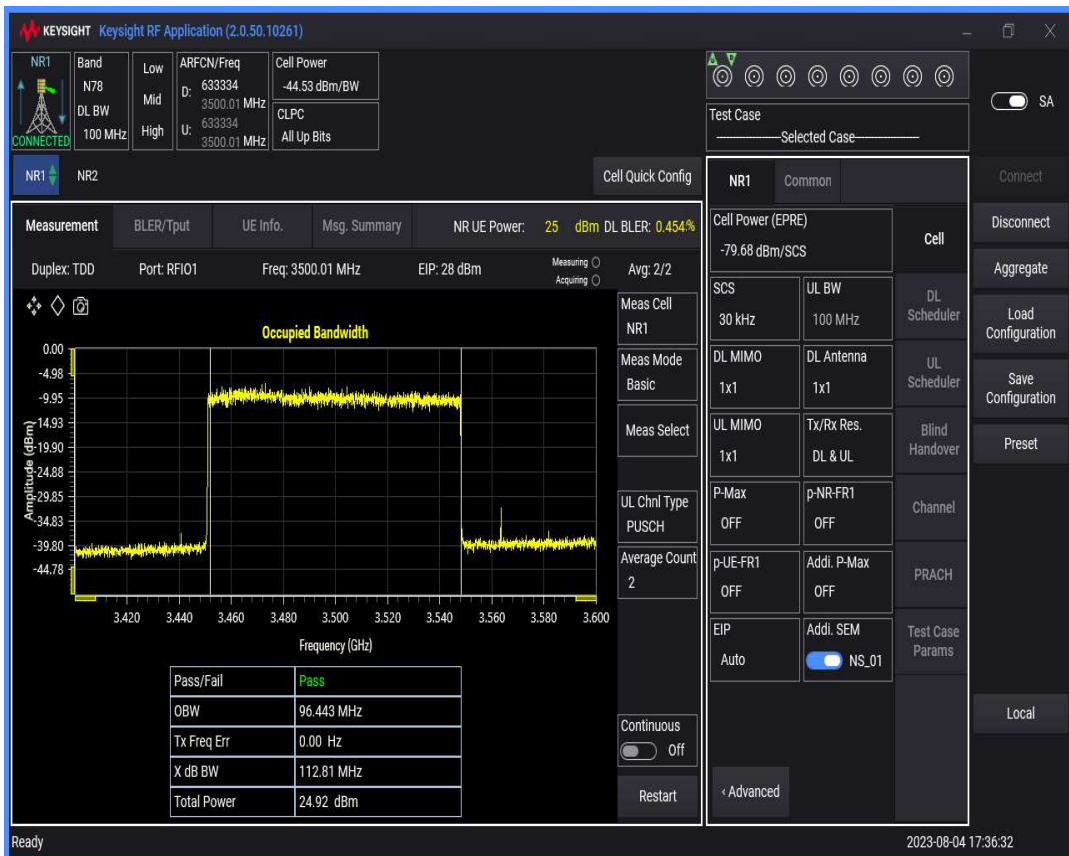 KEYSIGHT Keysight RF Application (2.0.50.10261)
NR1
CONNECTED
Band
N78
DL BW
100 MHz
Low
Mid
High
ARFCN/Freq
D: 633334
3500.01 MHz
U: 633334
3500.01 MHz
Cell Power
-44.53 dBm/BW
CLPC
All Up Bits
Test Case
Selected Case
SA
NR1 NR2
Cell Quick Config
NR1 Common
Connect
Disconnect
Aggregate
Load
Configuration
Save
Configuration
Preset
Local
Measurement BLER/Tput UE Info. Msg. Summary NR UE Power: 25 dBm DL BLER: 0.454%
Duplex: TDD Port: RFIO1 Freq: 3500.01 MHz EIP: 28 dBm Measuring Avg: 2/2
Acquiring
Occupied Bandwidth
Amplitude (dBm)
0.00
-4.98
-9.95
-14.93
-19.90
-24.88
-29.85
-34.83
-39.80
-44.78
3.420 3.440 3.460 3.480 3.500 3.520 3.540 3.560 3.580 3.600
Frequency (GHz)
Pass/Fail Pass
OBW 96.443 MHz
Tx Freq Err 0.00 Hz
X dB BW 112.81 MHz
Total Power 24.92 dBm
Meas Cell
NR1
Meas Mode
Basic
Meas Select
UL Chnl Type
PUSCH
Average Count
2
Continuous
Off
Restart
Cell Power (EPRE)
-79.68 dBm/SCS
SCS
30 kHz
UL BW
100 MHz
DL MIMO
1x1
DL Antenna
1x1
UL MIMO
1x1
Tx/Rx Res.
DL & UL
P-Max
OFF
p-NR-FR1
OFF
p-UE-FR1
OFF
Addi. P-Max
OFF
EIP
Auto
Addi. SEM
NS_01
‹ Advanced
Cell
DL
Scheduler
UL
Scheduler
Blind
Handover
Channel
PRACH
Test Case
Params
Ready
2023-08-04 17:36:32